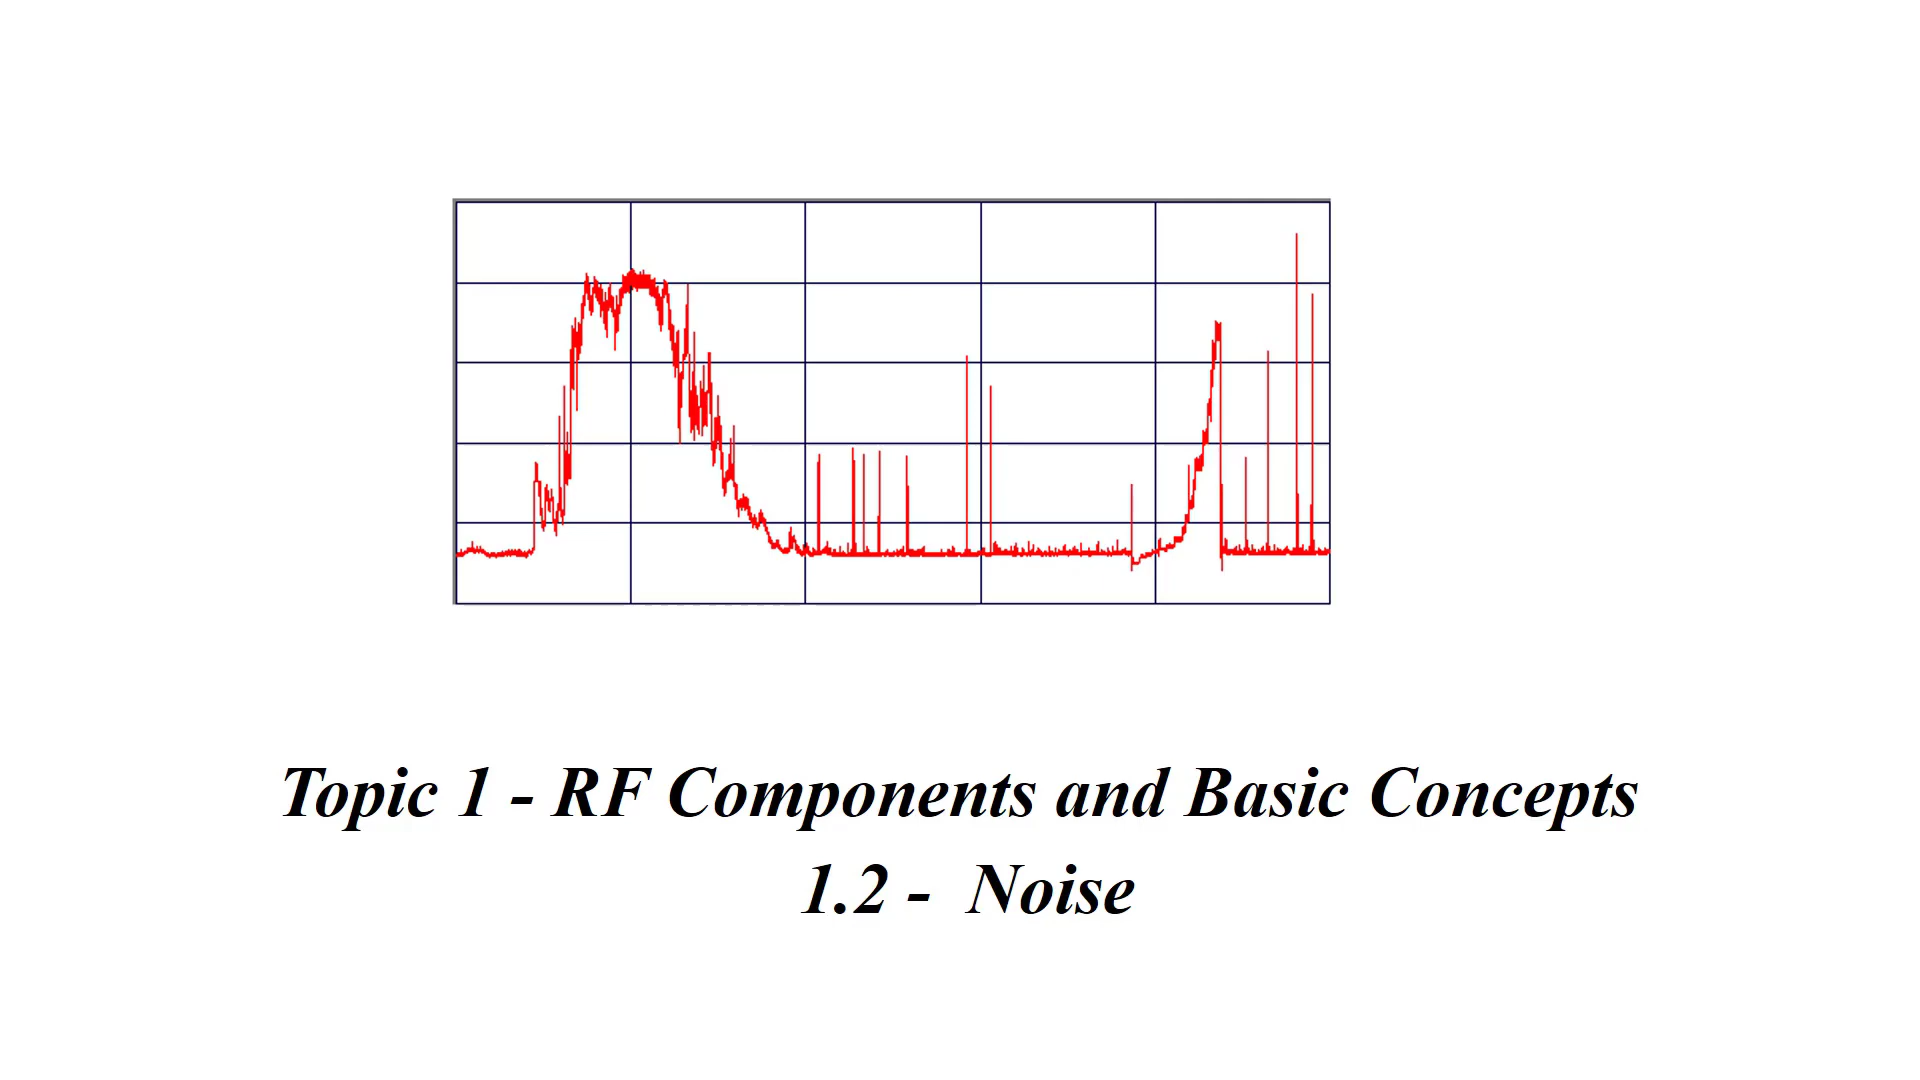 Topic 1 - RF Components and Basic Concepts
1.2 - Noise